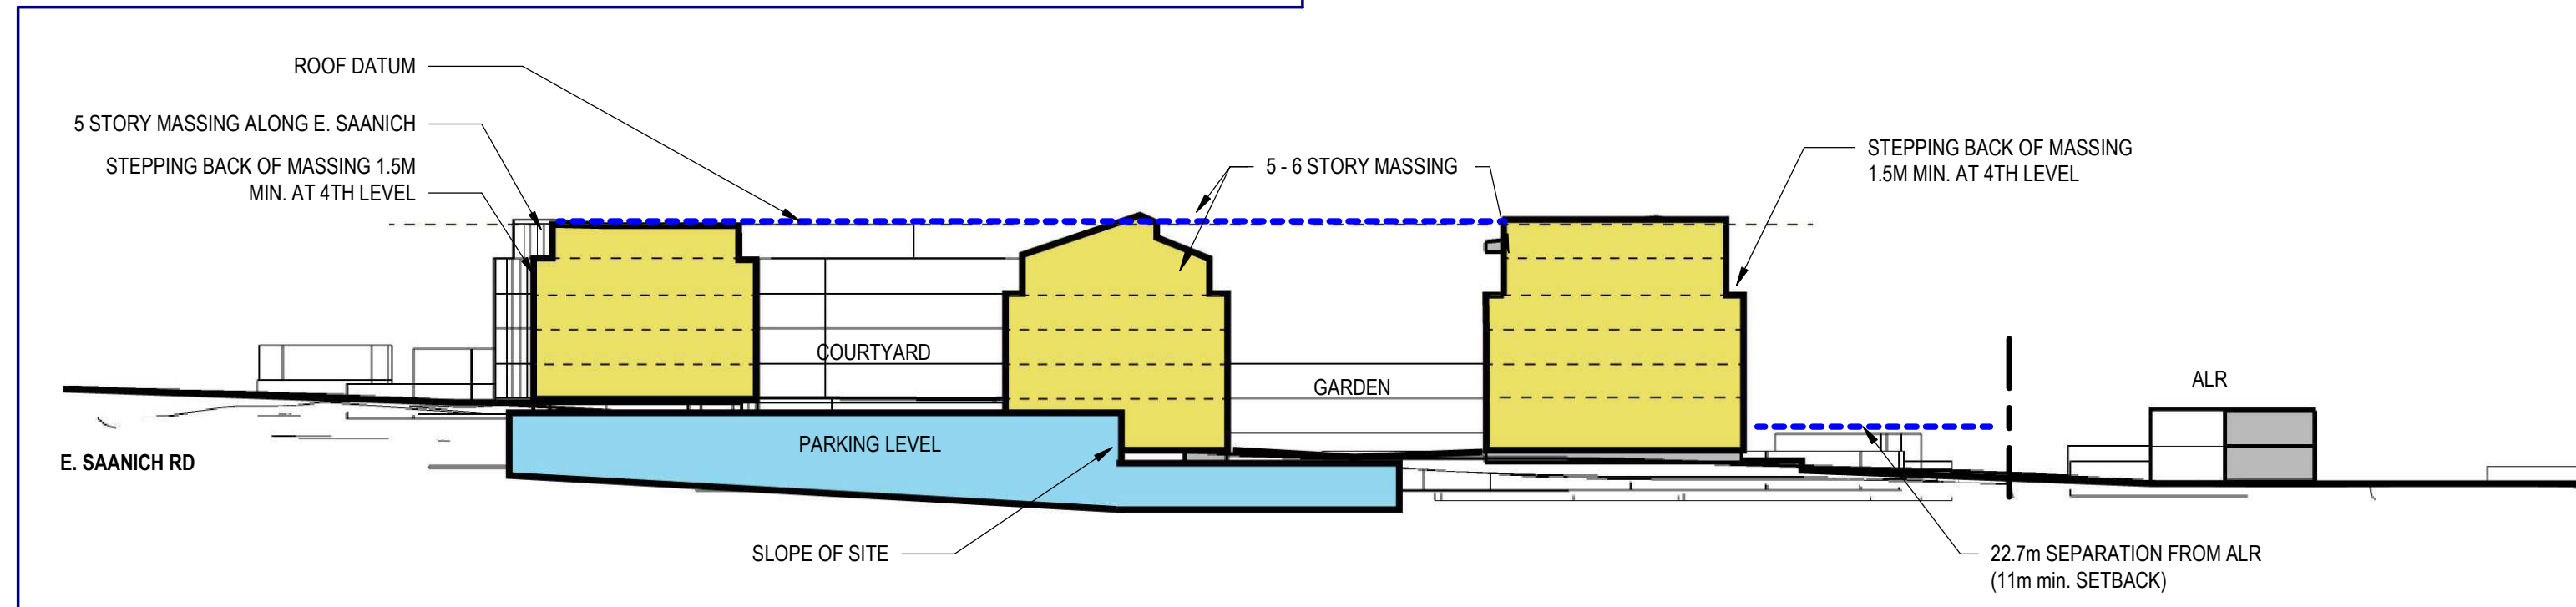 ROOF DATUM
5 STORY MASSING ALONG E. SAANICH
STEPPING BACK OF MASSING 1.5M
MIN. AT 4TH LEVEL
5 - 6 STORY MASSING
STEPPING BACK OF MASSING
1.5M MIN. AT 4TH LEVEL
COURTYARD
GARDEN
ALR
PARKING LEVEL
E. SAANICH RD
SLOPE OF SITE
22.7m SEPARATION FROM ALR
(11m min. SETBACK)